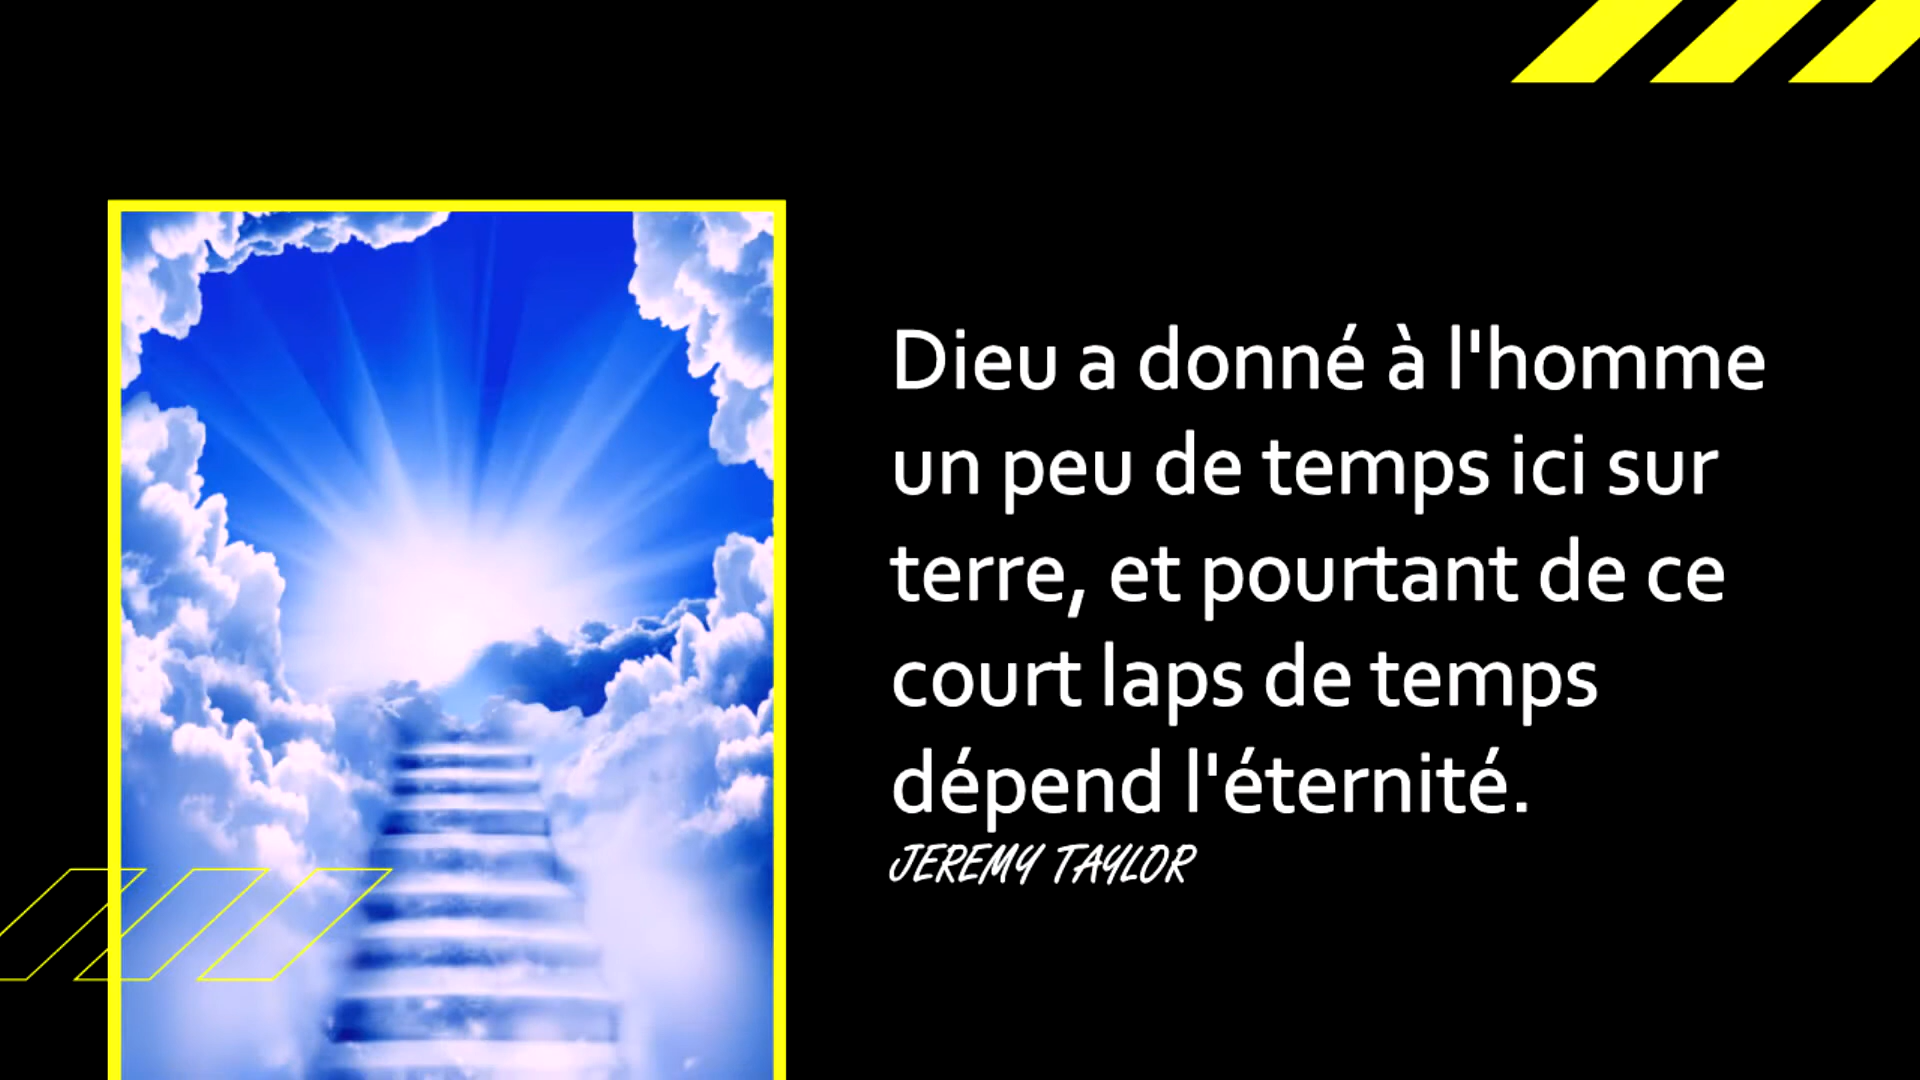 Dieu a donné à l'homme
un peu de temps ici sur
terre, et pourtant de ce
court laps de temps
dépend l'éternité.
JEREMY TAYLOR